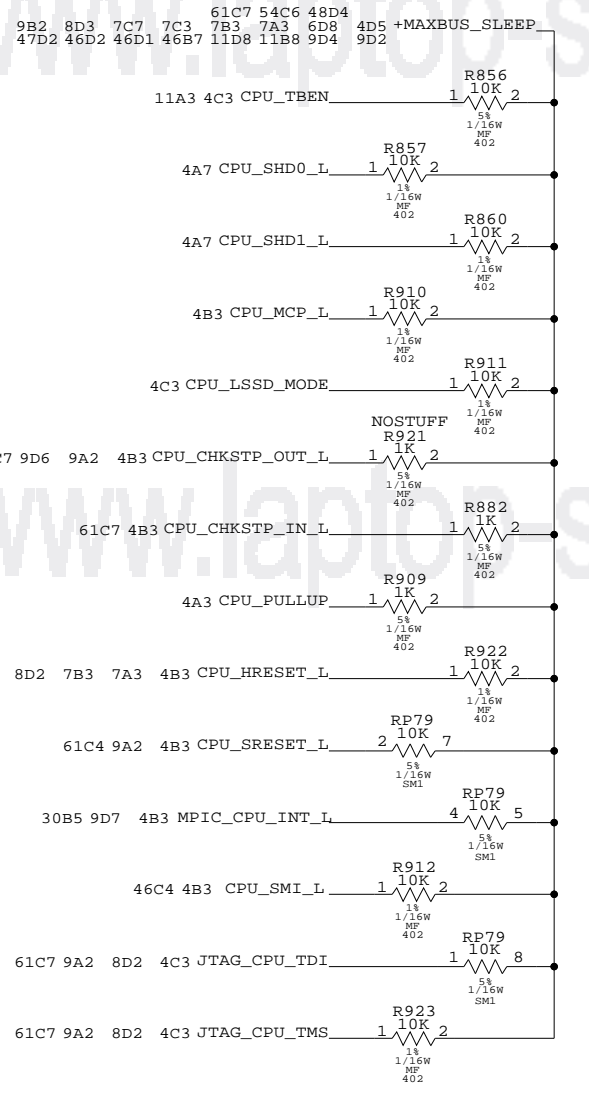 61C7 54C6 48D4
9B2 8D3 7C7 7C3 7B3 7A3 6D8 4D5 +MAXBUS_SLEEP
47D2 46D2 46D1 46B7 11D8 11B8 9D4 9D2
www.laptop-s
R856
11A3 4C3 CPU_TBEN 1 10K 2
5%
1/16W
MF
402
R857
4A7 CPU_SHD0_L 1 10K 2
1%
1/16W
MF
402
R860
4A7 CPU_SHD1_L 1 10K 2
1%
1/16W
MF
402
R910
4B3 CPU_MCP_L 1 10K 2
1%
1/16W
MF
402
R911
4C3 CPU_LSSD_MODE 1 10K 2
1%
1/16W
MF
402
NOSTUFF
R921
7 9D6 9A2 4B3 CPU_CHKSTP_OUT_L 1 1K 2
5%
1/16W
MF
402
www.laptop-s
R882
61C7 4B3 CPU_CHKSTP_IN_L 1 1K 2
5%
1/16W
MF
402
R909
4A3 CPU_PULLUP 1 1K 2
5%
1/16W
MF
402
R922
8D2 7B3 7A3 4B3 CPU_HRESET_L 1 10K 2
1%
1/16W
MF
402
RP79
61C4 9A2 4B3 CPU_SRESET_L 2 10K 7
5%
1/16W
SM1
RP79
30B5 9D7 4B3 MPIC_CPU_INT_L 4 10K 5
5%
1/16W
SM1
R912
46C4 4B3 CPU_SMI_L 1 10K 2
1%
1/16W
MF
402
RP79
61C7 9A2 8D2 4C3 JTAG_CPU_TDI 1 10K 8
5%
1/16W
SM1
R923
61C7 9A2 8D2 4C3 JTAG_CPU_TMS 1 10K 2
1%
1/16W
MF
402